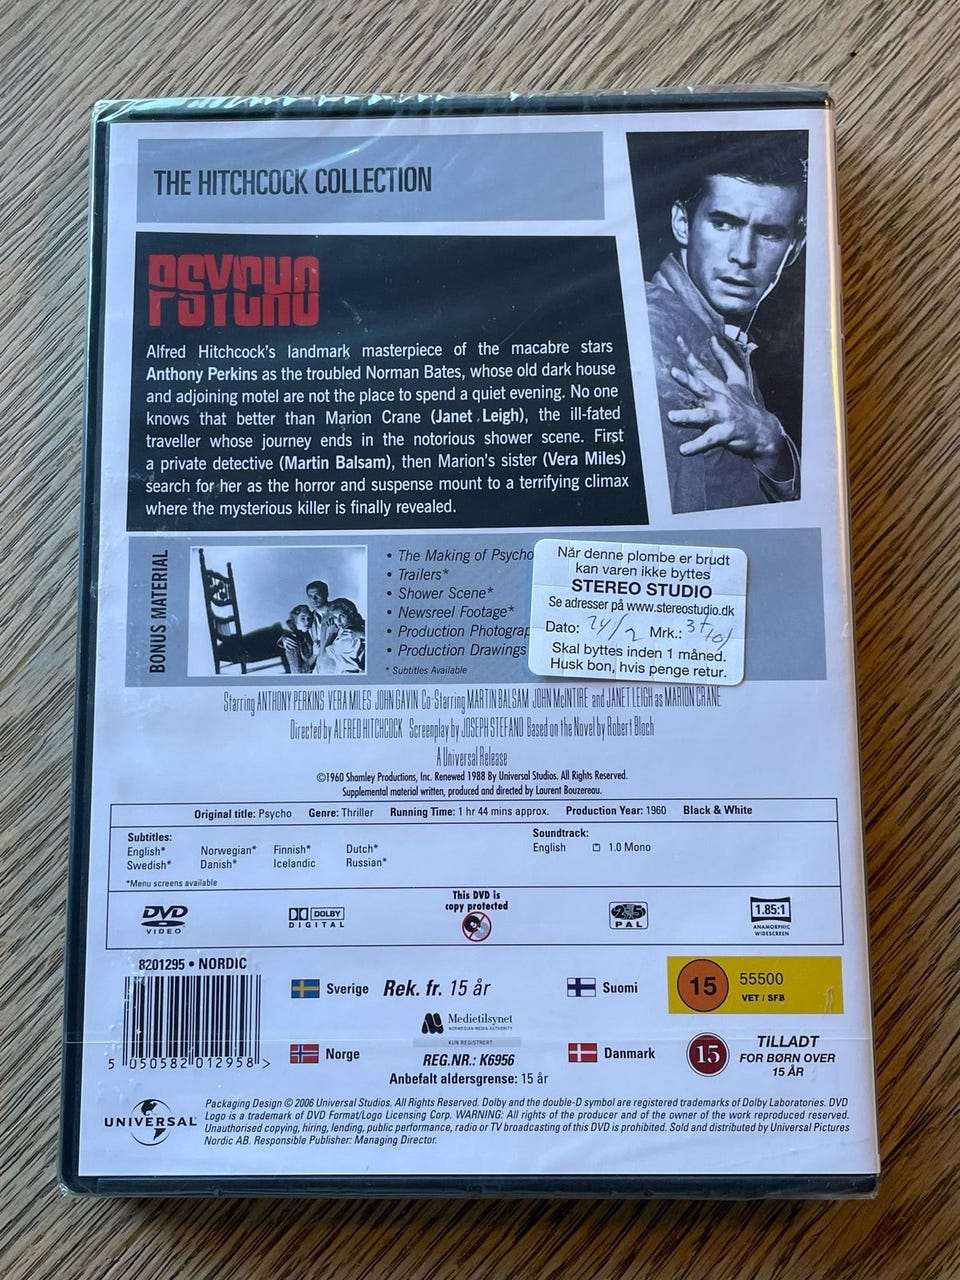 THE HITCHCOCK COLLECTION
PSYCHO
Alfred Hitchcock's landmark masterpiece of the macabre stars
Anthony Perkins as the troubled Norman Bates, whose old dark house
and adjoining motel are not the place to spend a quiet evening. No one
knows that better than Marion Crane (Janet Leigh), the ill-fated
traveller whose journey ends in the notorious shower scene. First
a private detective (Martin Balsam), then Marion's sister (Vera Miles)
search for her as the horror and suspense mount to a terrifying climax
where the mysterious killer is finally revealed.
BONUS MATERIAL
• The Making of Psycho
• Trailers*
• Shower Scene*
• Newsreel Footage*
• Production Photograp
• Production Drawings
* Subtitles Available
Når denne plombe er brudt
kan varen ikke byttes
STEREO STUDIO
Se adresser på www.stereostudio.dk
Dato: 24/2 Mrk.:
Skal byttes inden 1 måned.
Husk bon, hvis penge retur.
Starring ANTHONY PERKINS VERA MILES JOHN GAVIN Co-Starring MARTIN BALSAM JOHN McINTIRE and JANET LEIGH as MARION CRANE
Directed by ALFRED HITCHCOCK Screenplay by JOSEPH STEFANO Based on the Novel by Robert Bloch
A Universal Release
©1960 Shamley Productions, Inc. Renewed 1988 By Universal Studios. All Rights Reserved.
Supplemental material written, produced and directed by Laurent Bouzereau.
Original title: Psycho Genre: Thriller Running Time: 1 hr 44 mins approx. Production Year: 1960 Black & White
Subtitles:
English* Norwegian* Finnish* Dutch*
Swedish* Danish* Icelandic Russian*
*Menu screens available
Soundtrack:
English 1.0 Mono
DVD
VIDEO
DOLBY
DIGITAL
This DVD is
copy protected
2 5
PAL
1.85:1
ANAMORPHIC
WIDESCREEN
8201295 • NORDIC
5 050582 012958 >
Sverige Rek. fr. 15 år
Suomi
15 55500
VET / SFB
Medietilsynet
NORWEGIAN MEDIA AUTHORITY
KUN REGISTRERT
Norge REG.NR.: K6956
Anbefalt aldersgrense: 15 år
Danmark
15 TILLADT
FOR BØRN OVER
15 ÅR
UNIVERSAL
Packaging Design © 2006 Universal Studios. All Rights Reserved. Dolby and the double-D symbol are registered trademarks of Dolby Laboratories. DVD
Logo is a trademark of DVD Format/Logo Licensing Corp. WARNING: All rights of the producer and of the owner of the work reproduced reserved.
Unauthorised copying, hiring, lending, public performance, radio or TV broadcasting of this DVD is prohibited. Sold and distributed by Universal Pictures
Nordic AB. Responsible Publisher: Managing Director.